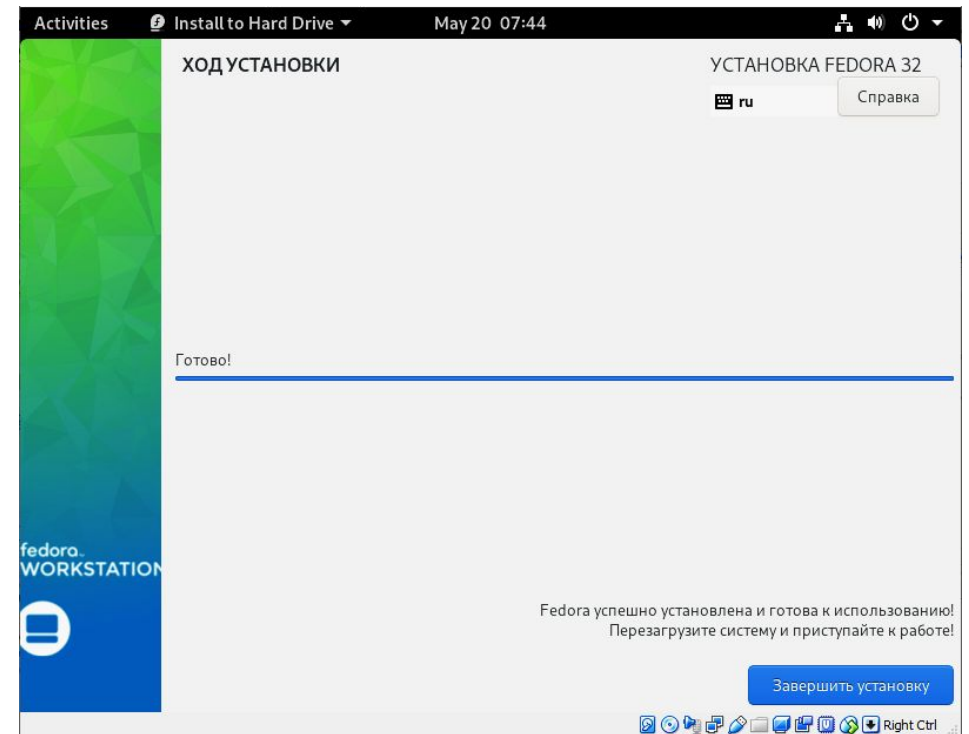 Activities Install to Hard Drive May 20 07:44
ХОД УСТАНОВКИ
УСТАНОВКА FEDORA 32
ru
Справка
Готово!
fedora
WORKSTATION
Fedora успешно установлена и готова к использованию!
Перезагрузите систему и приступайте к работе!
Завершить установку
Right Ctrl